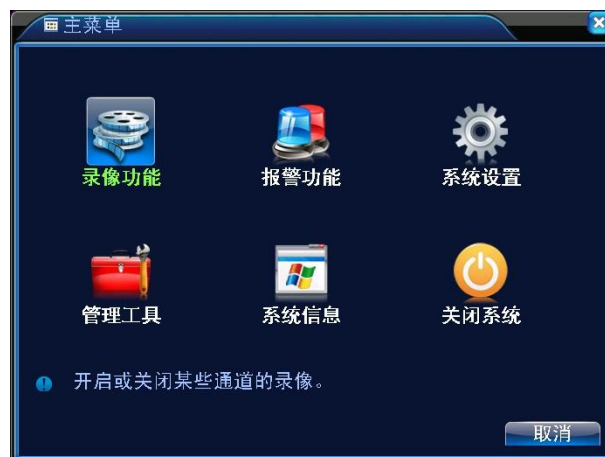 主菜单
录像功能 报警功能 系统设置
管理工具 系统信息 关闭系统
开启或关闭某些通道的录像。
取消